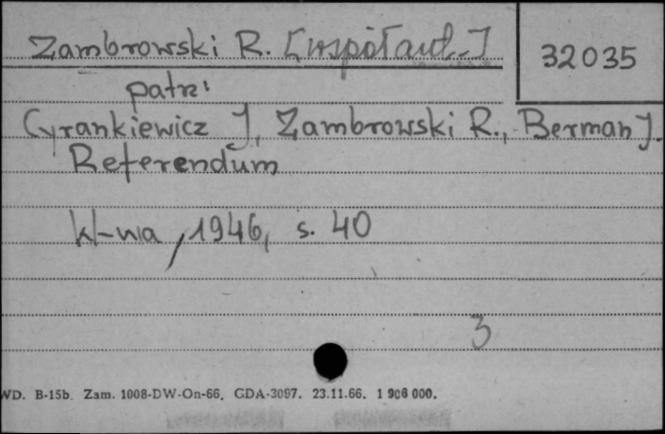 Zambrowski R. [współaut.]
32035
patrz:
Cyrankiewicz J., Zambrowski R., Berman J.
Referendum
W-wa, 1946, s. 40
3
WD. B-15b. Zam. 1008-DW-On-66. GDA-3097. 23.11.66. 1 906 000.